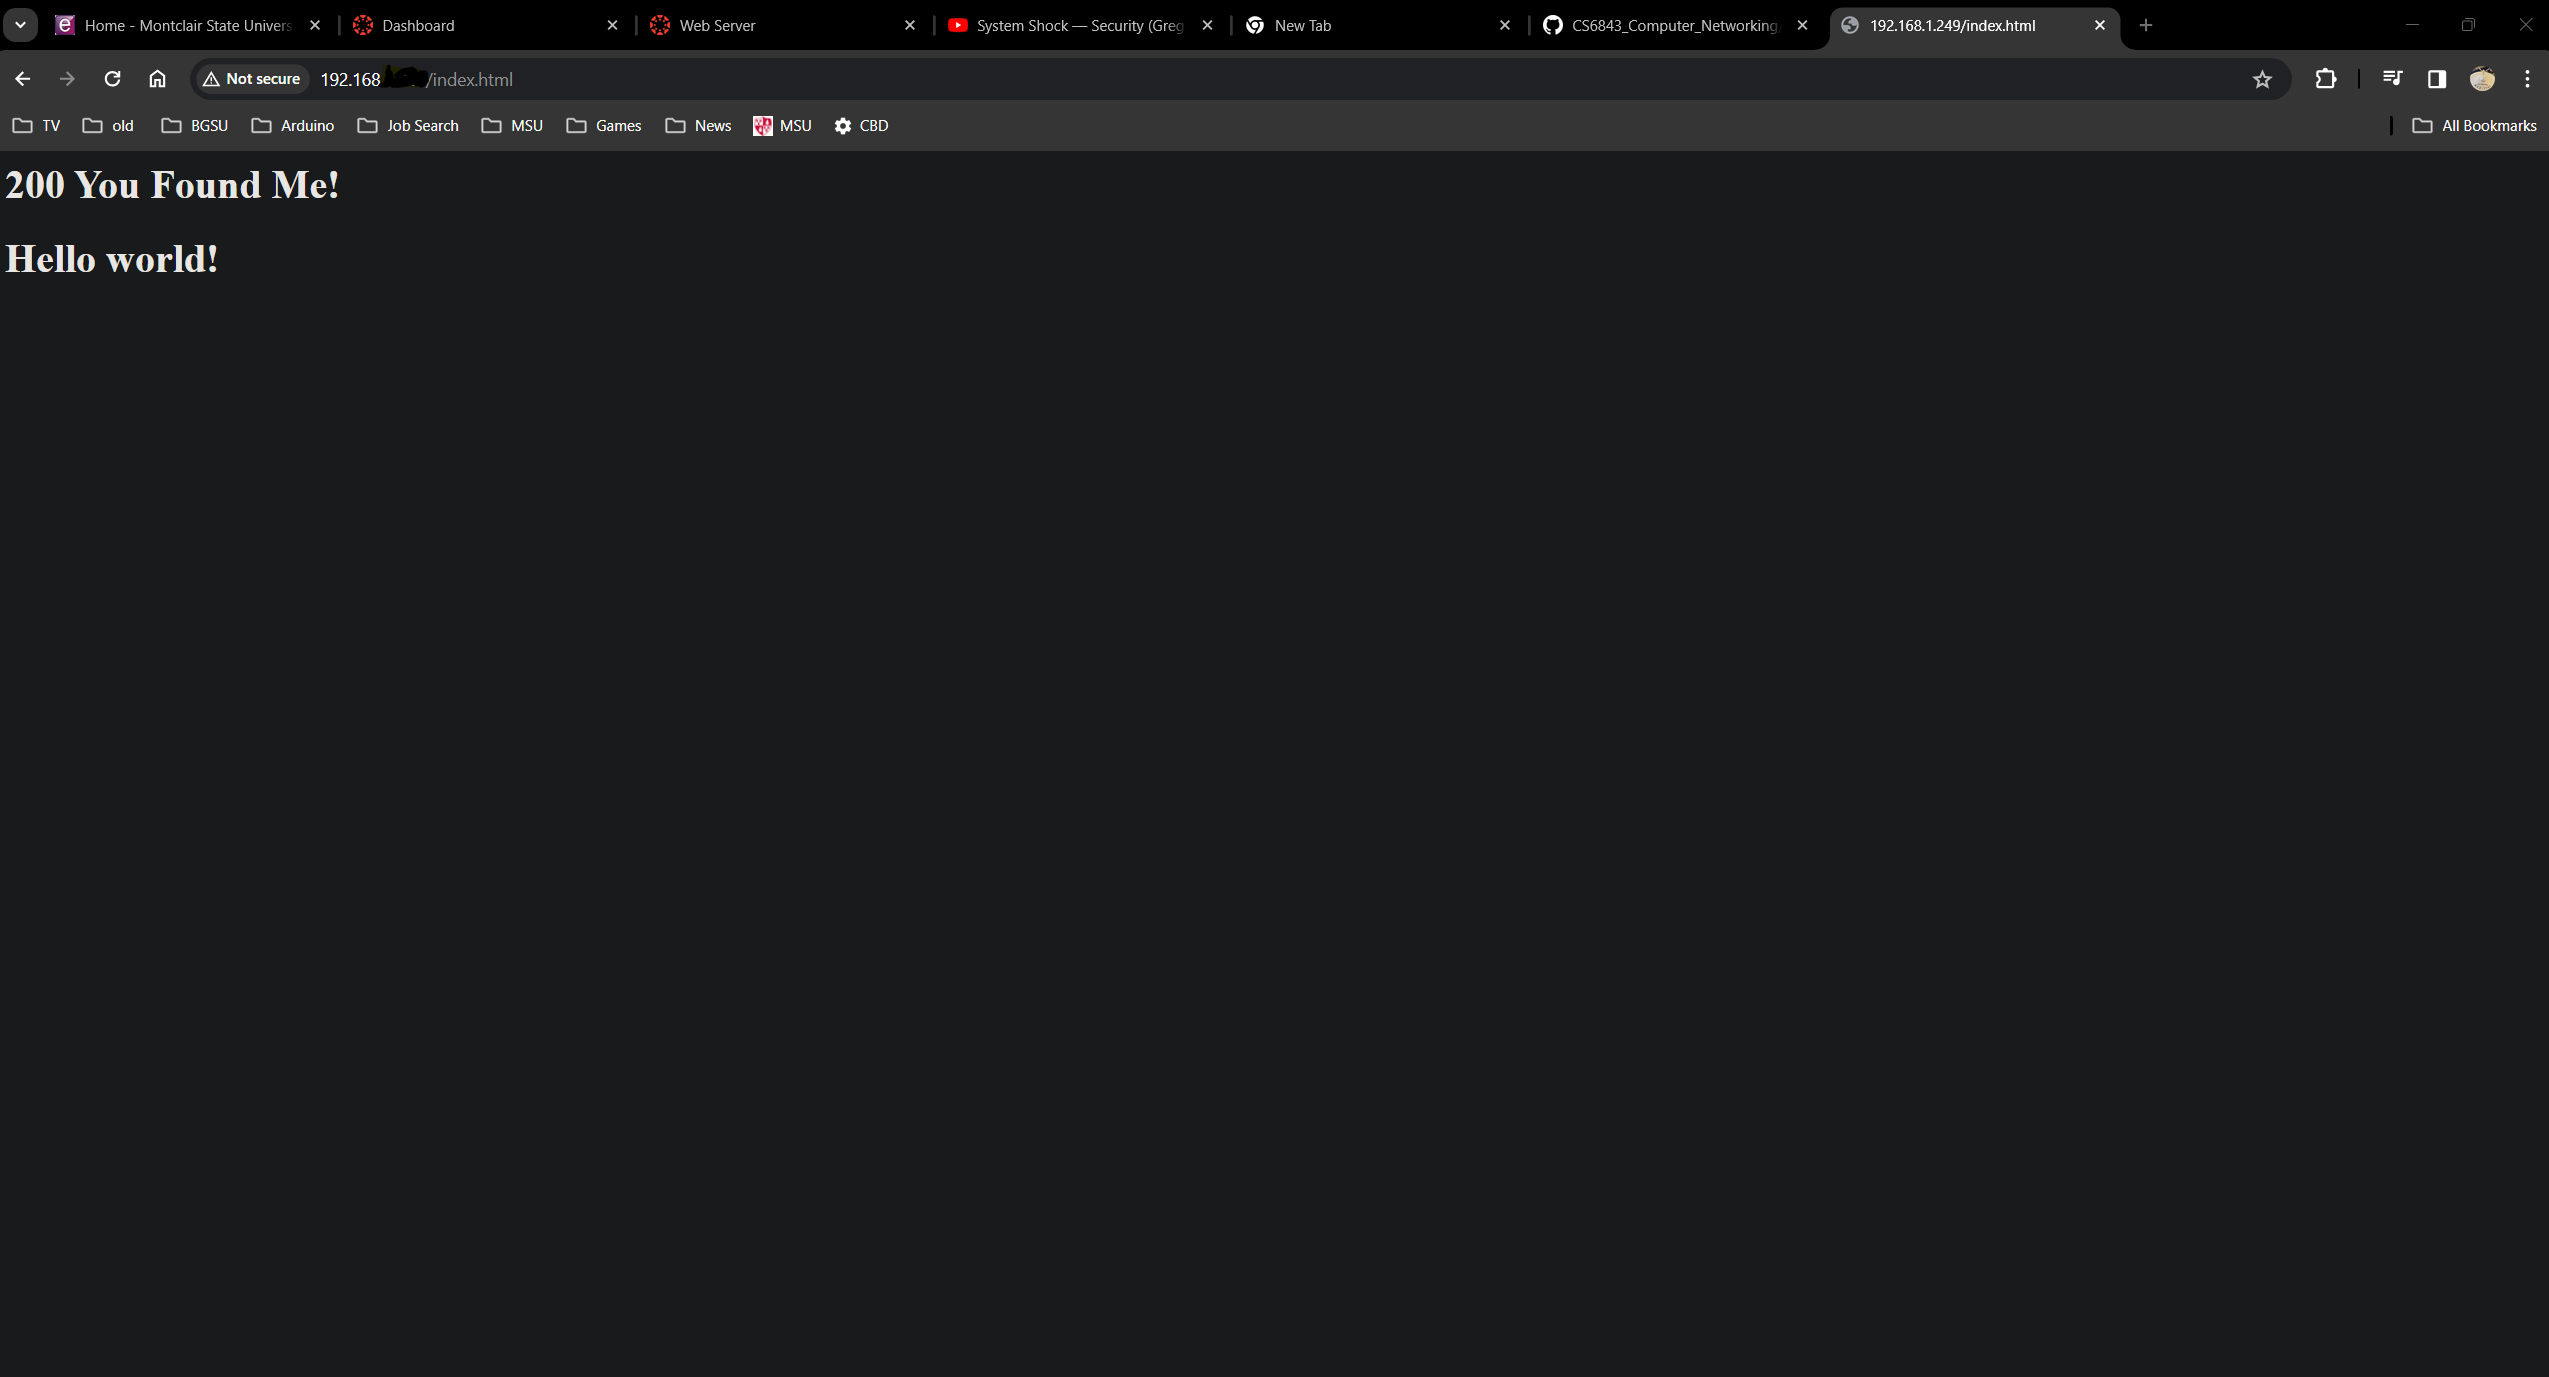 Home - Montclair State Univers
Dashboard
Web Server
System Shock — Security (Greg
New Tab
CS6843_Computer_Networking
192.168.1.249/index.html
Not secure 192.168 /index.html
TV old BGSU Arduino Job Search MSU Games News MSU CBD All Bookmarks
200 You Found Me!
Hello world!